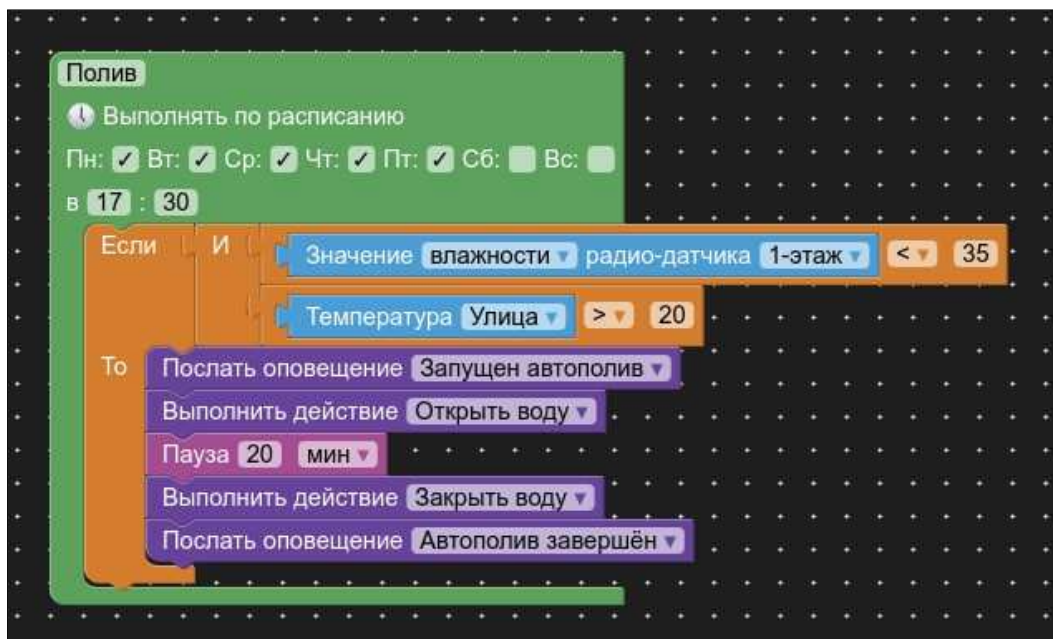 Полив
Выполнять по расписанию
Пн: Вт: Ср: Чт: Пт: Сб: Вс:
в 17 : 30
Если И Значение влажности радио-датчика 1-этаж < 35
Температура Улица > 20
То Послать оповещение Запущен автополив
Выполнить действие Открыть воду
Пауза 20 мин
Выполнить действие Закрыть воду
Послать оповещение Автополив завершён